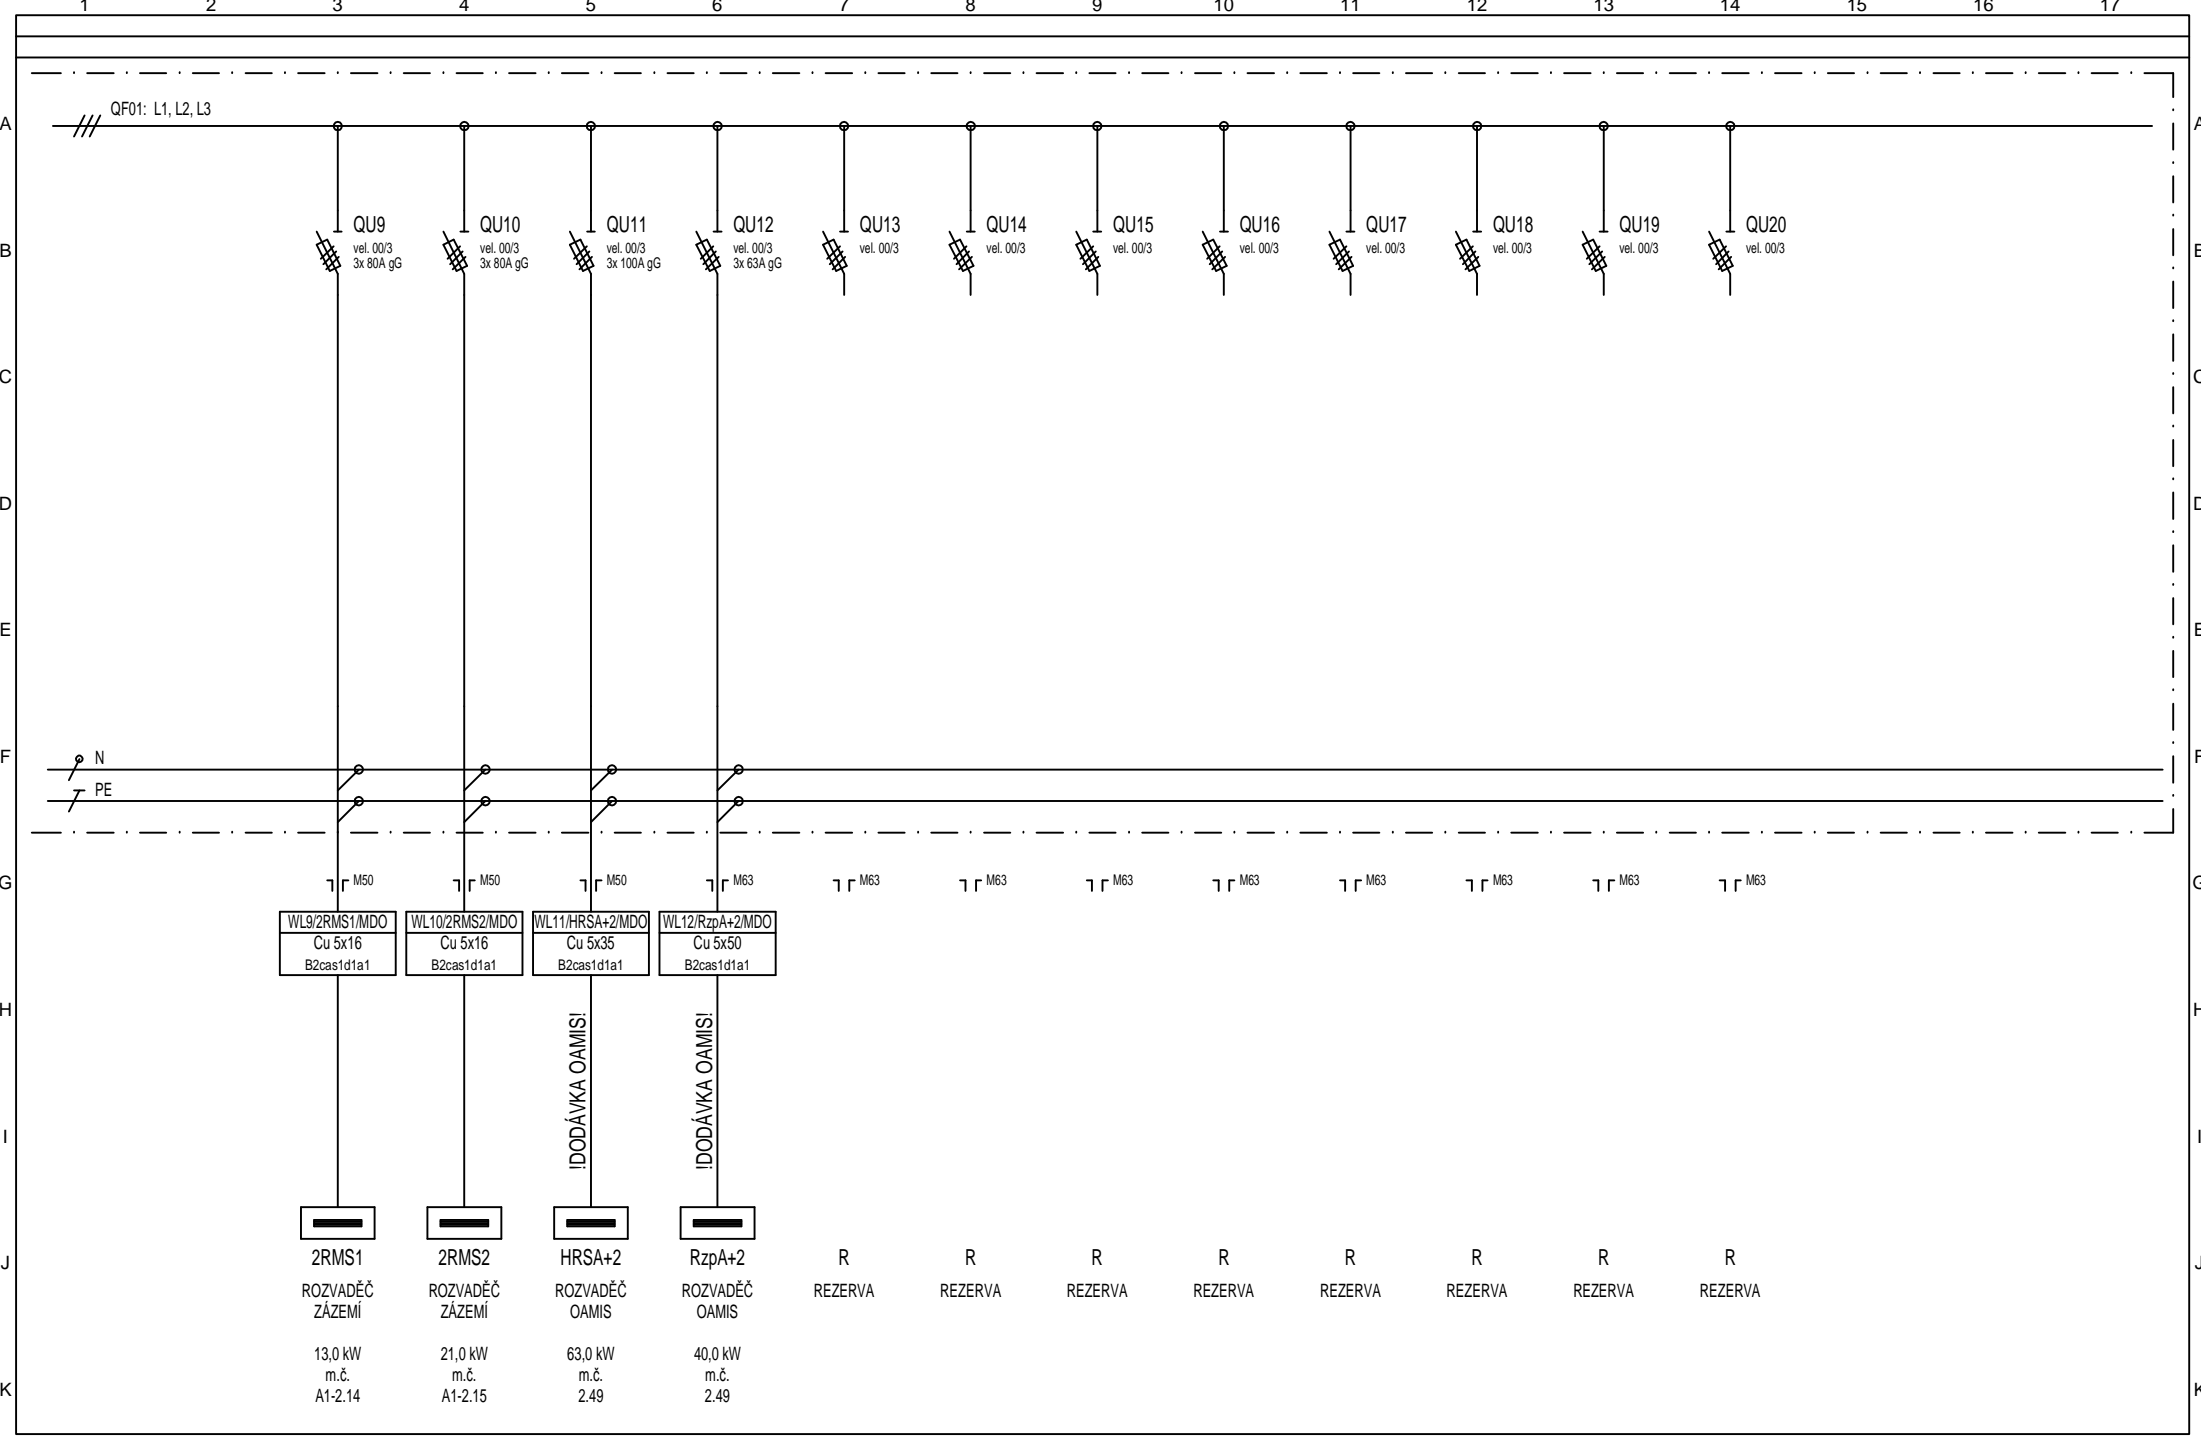 1 2 3 4 5 6 7 8 9 10 11 12 13 14 15 16 17
QF01: L1, L2, L3
A A
QU9 QU10 QU11 QU12 QU13 QU14 QU15 QU16 QU17 QU18 QU19 QU20
vel. 00/3 vel. 00/3 vel. 00/3 vel. 00/3 vel. 00/3 vel. 00/3 vel. 00/3 vel. 00/3 vel. 00/3 vel. 00/3 vel. 00/3 vel. 00/3
B B
3x 80A gG 3x 80A gG 3x 100A gG 3x 63A gG
C C
D D
E E
F N F
PE
G M50 M50 M50 M63 M63 M63 M63 M63 M63 M63 M63 M63 G
WL9/2RMS1/MDO WL10/2RMS2/MDO WL11/HRSA+2/MDO WL12/RzpA+2/MDO
Cu 5x16 Cu 5x16 Cu 5x35 Cu 5x50
B2cas1d1a1 B2cas1d1a1 B2cas1d1a1 B2cas1d1a1
H H
!DODÁVKA OAMIS! !DODÁVKA OAMIS!
I I
2RMS1 2RMS2 HRSA+2 RzpA+2 R R R R R R R R
J J
ROZVADĚČ ROZVADĚČ ROZVADĚČ ROZVADĚČ REZERVA REZERVA REZERVA REZERVA REZERVA REZERVA REZERVA REZERVA
ZÁZEMÍ ZÁZEMÍ OAMIS OAMIS
13,0 kW 21,0 kW 63,0 kW 40,0 kW
m.č. m.č. m.č. m.č.
K A1-2.14 A1-2.15 2.49 2.49 K